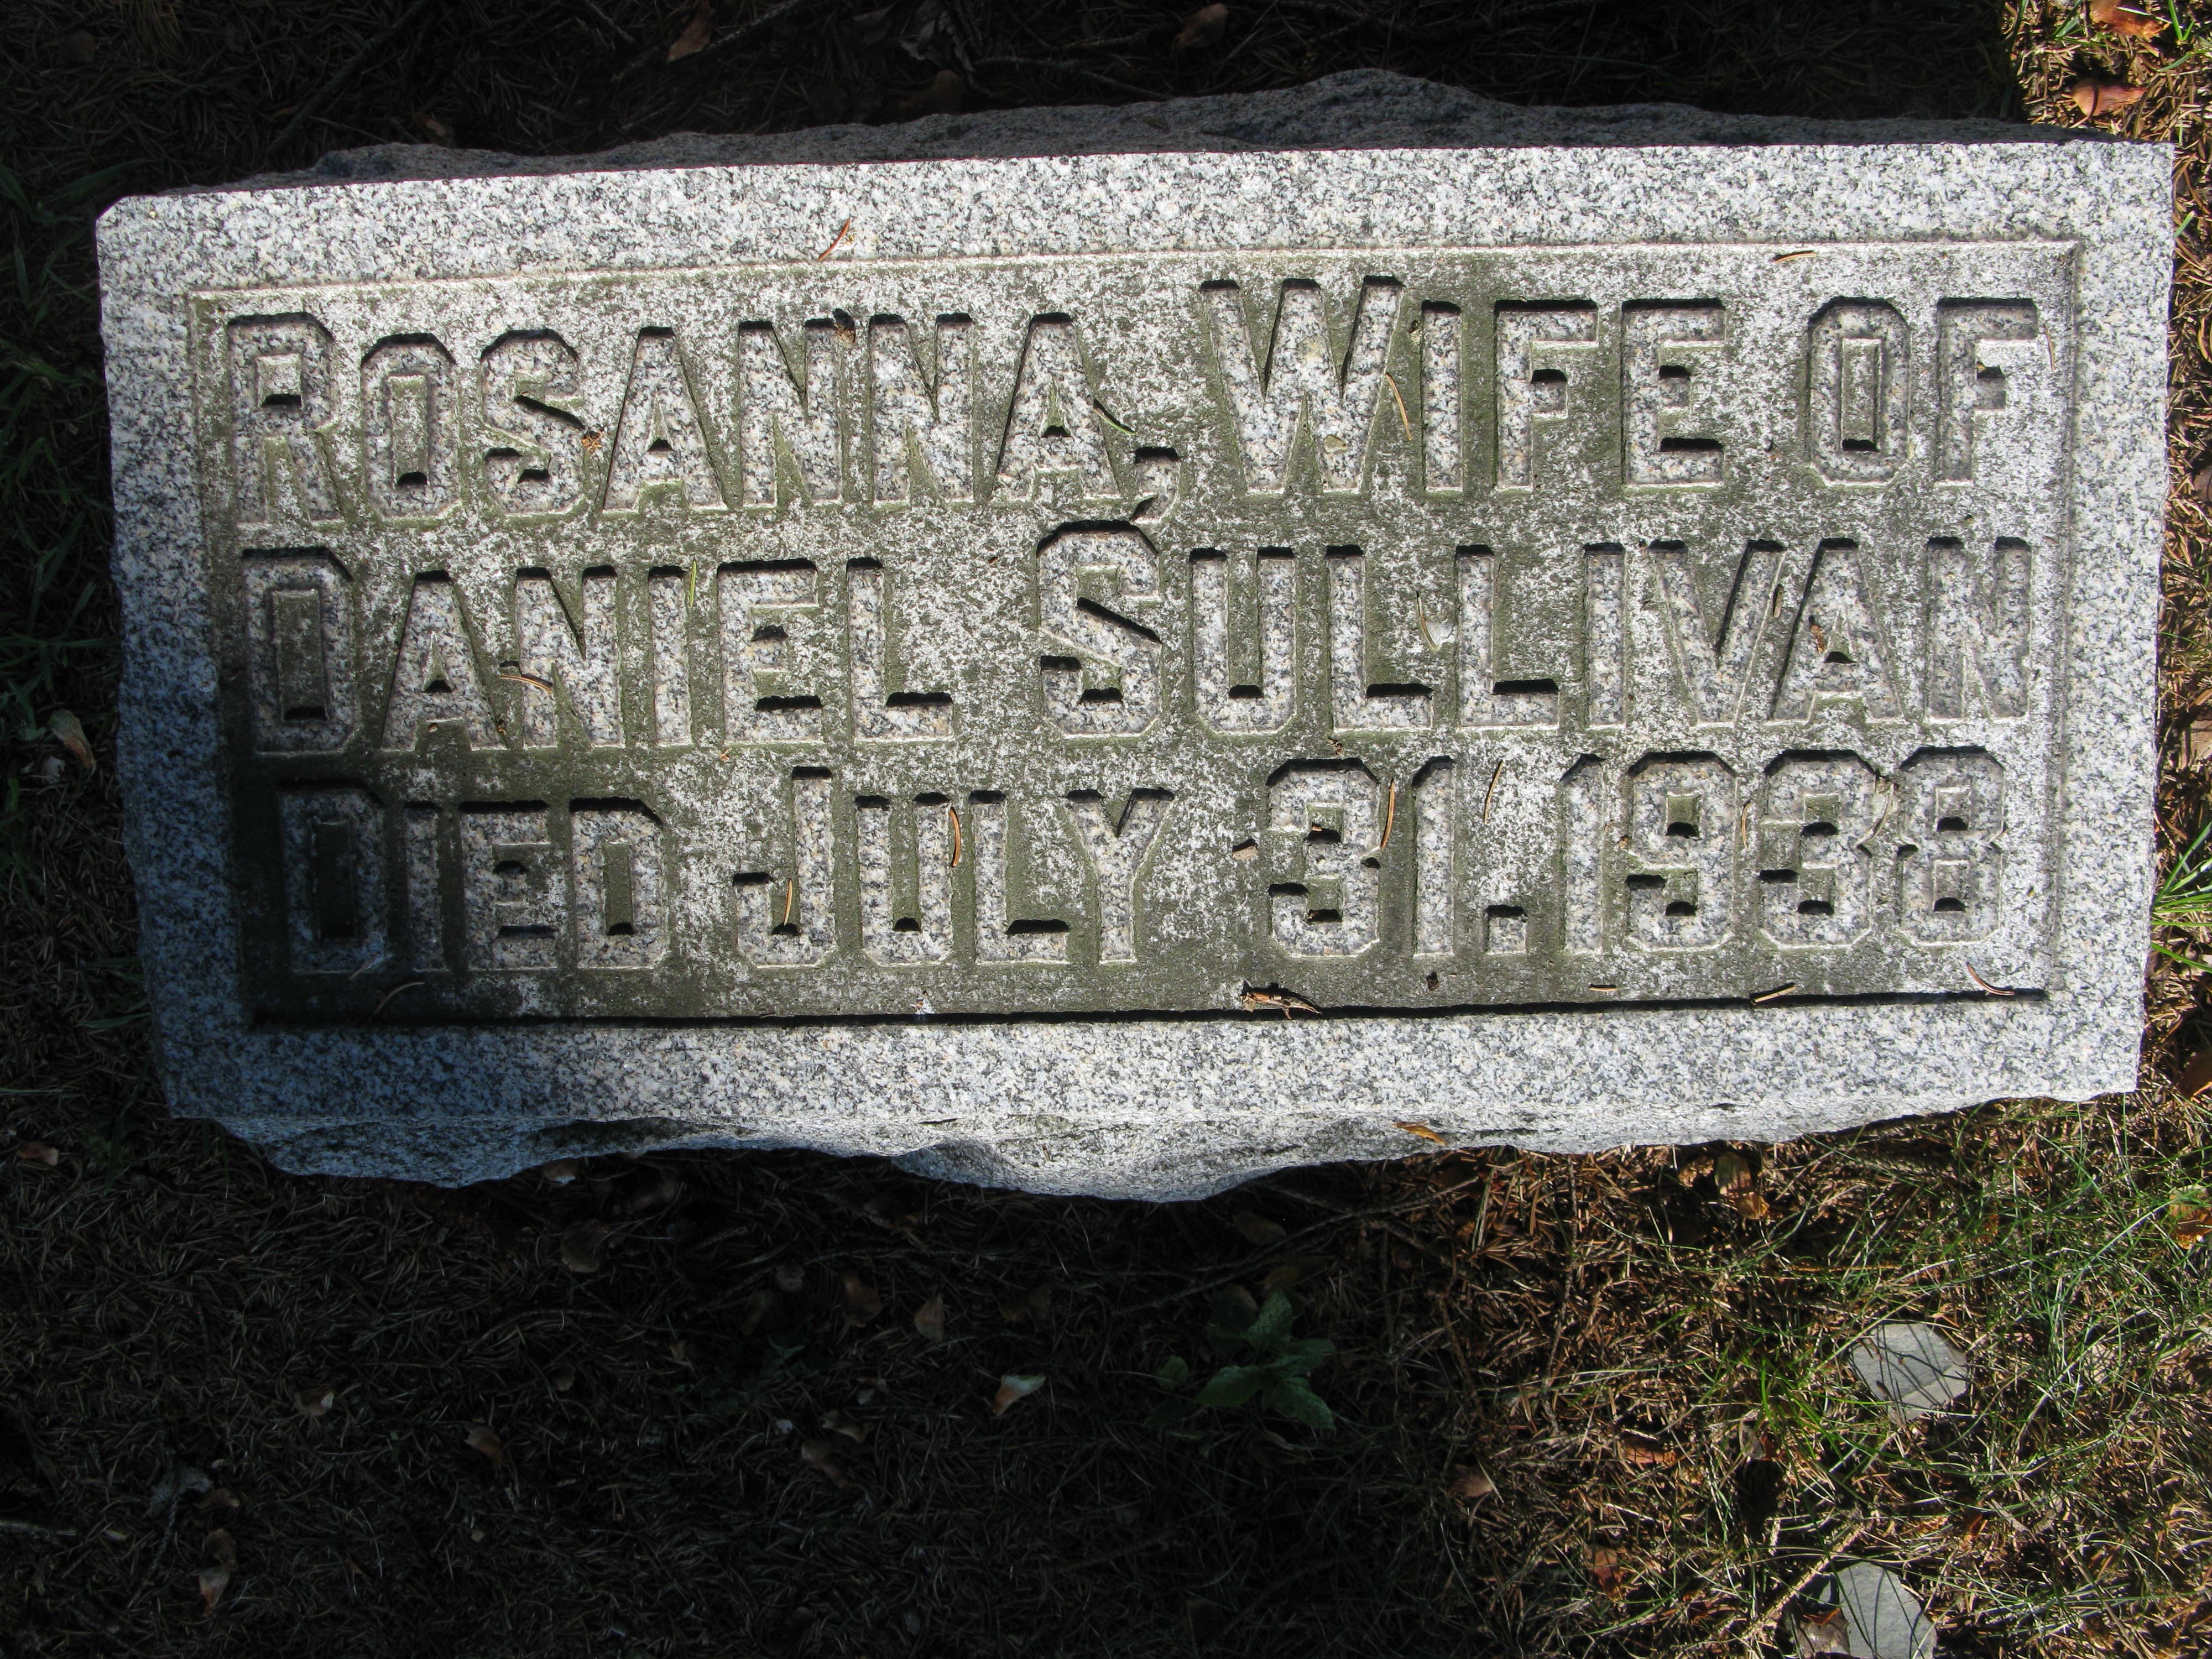 ROSANNA, WIFE OF
DANIEL SULLIVAN
DIED JULY 31. 1938